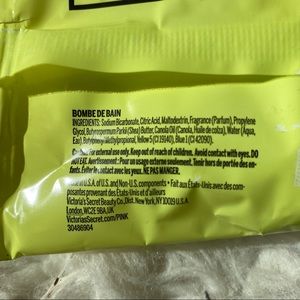 BOMBE DE BAIN
INGREDIENTS: Sodium Bicarbonate, Citric Acid, Maltodextrin, Fragrance (Parfum), Propylene
Glycol, Butyrospermum Parkii (Shea) Butter, Canola Oil (Canola, Huile de colza), Water (Aqua,
Eau), Butylphenyl Methylpropional, Yellow 5 (CI 19140), Blue 1 (CI 42090).
Caution: For external use only. Keep out of reach of children. Avoid contact with eyes. DO
NOT EAT. Avertissement : Pour un usage externe seulement. Tenir hors de portée des en-
fants. Éviter le contact avec les yeux. NE PAS MANGER.
Made in U.S.A. of U.S. and Non-U.S. components • Fait aux États-Unis avec des com-
posantes provenant des États-Unis et d'ailleurs
Victoria's Secret Beauty Co., Dist. New York, NY 10019 U.S.A.
London, WC2E 9BA, UK
VictoriasSecret.com/PINK
30486904